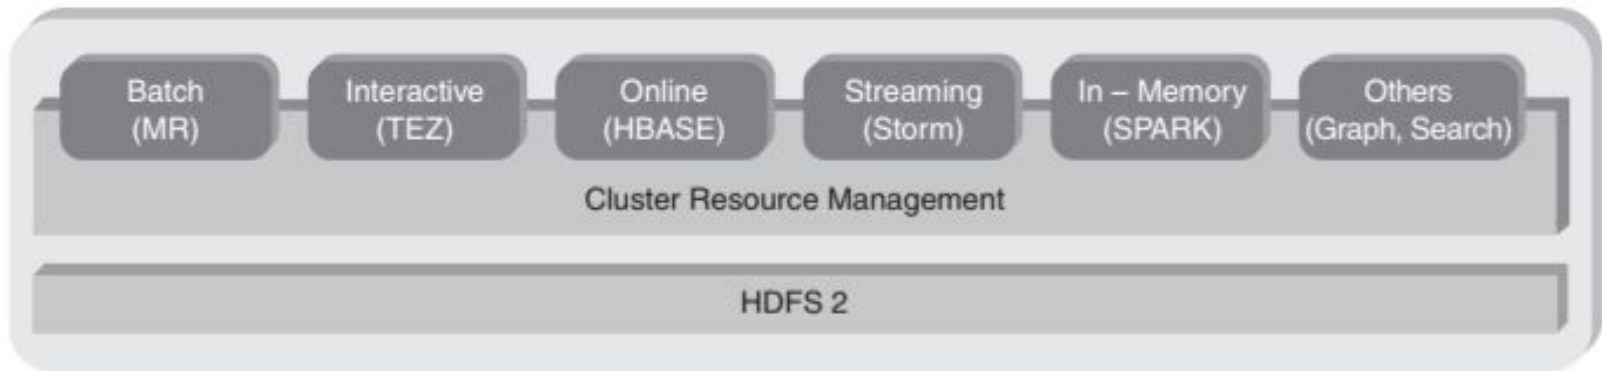 Batch
(MR)
Interactive
(TEZ)
Online
(HBASE)
Streaming
(Storm)
In – Memory
(SPARK)
Others
(Graph, Search)
Cluster Resource Management
HDFS 2